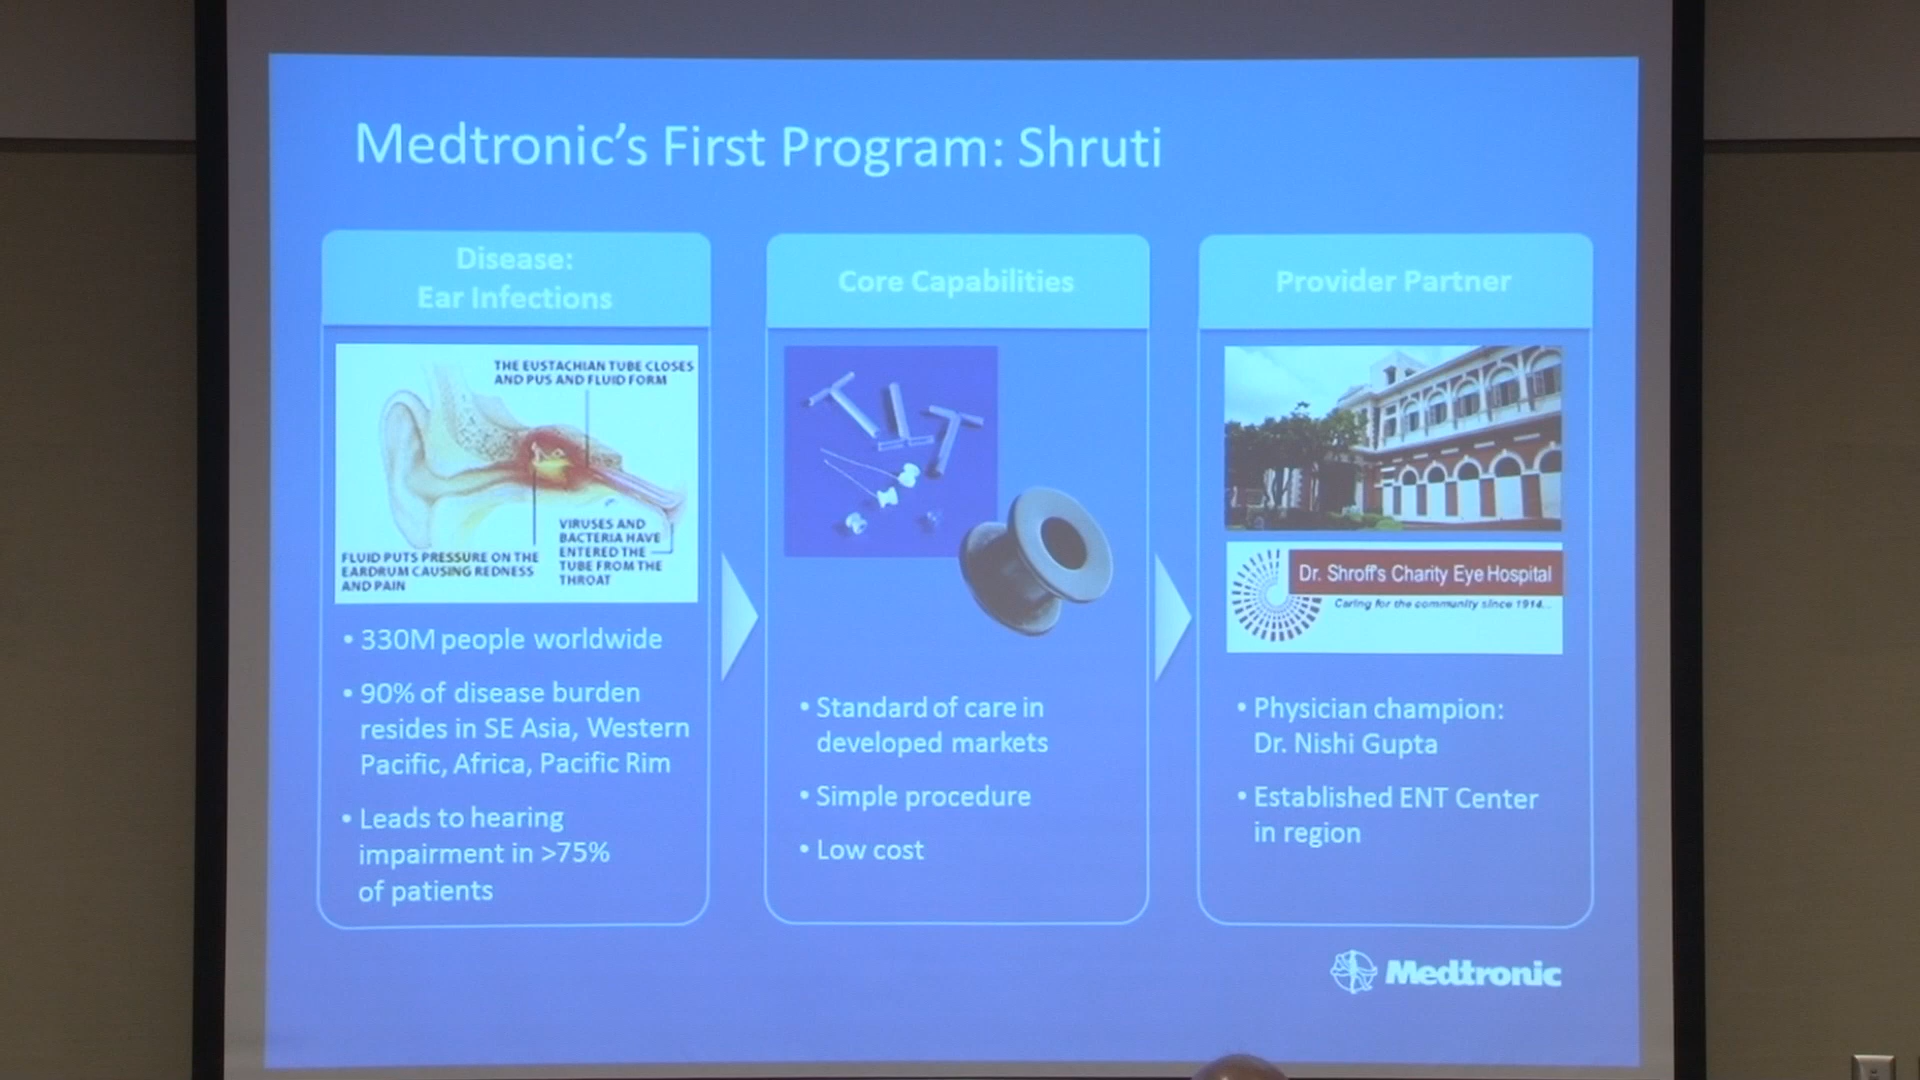 Medtronic's First Program: Shruti
Disease:
Ear Infections
THE EUSTACHIAN TUBE CLOSES
AND PUS AND FLUID FORM
FLUID PUTS PRESSURE ON THE
EARDRUM CAUSING REDNESS
AND PAIN
VIRUSES AND
BACTERIA HAVE
ENTERED THE
TUBE FROM THE
THROAT
• 330M people worldwide
• 90% of disease burden
resides in SE Asia, Western
Pacific, Africa, Pacific Rim
• Leads to hearing
impairment in >75%
of patients
Core Capabilities
• Standard of care in
developed markets
• Simple procedure
• Low cost
Provider Partner
Dr. Shroff's Charity Eye Hospital
Caring for the community since 1914...
• Physician champion:
Dr. Nishi Gupta
• Established ENT Center
in region
Medtronic